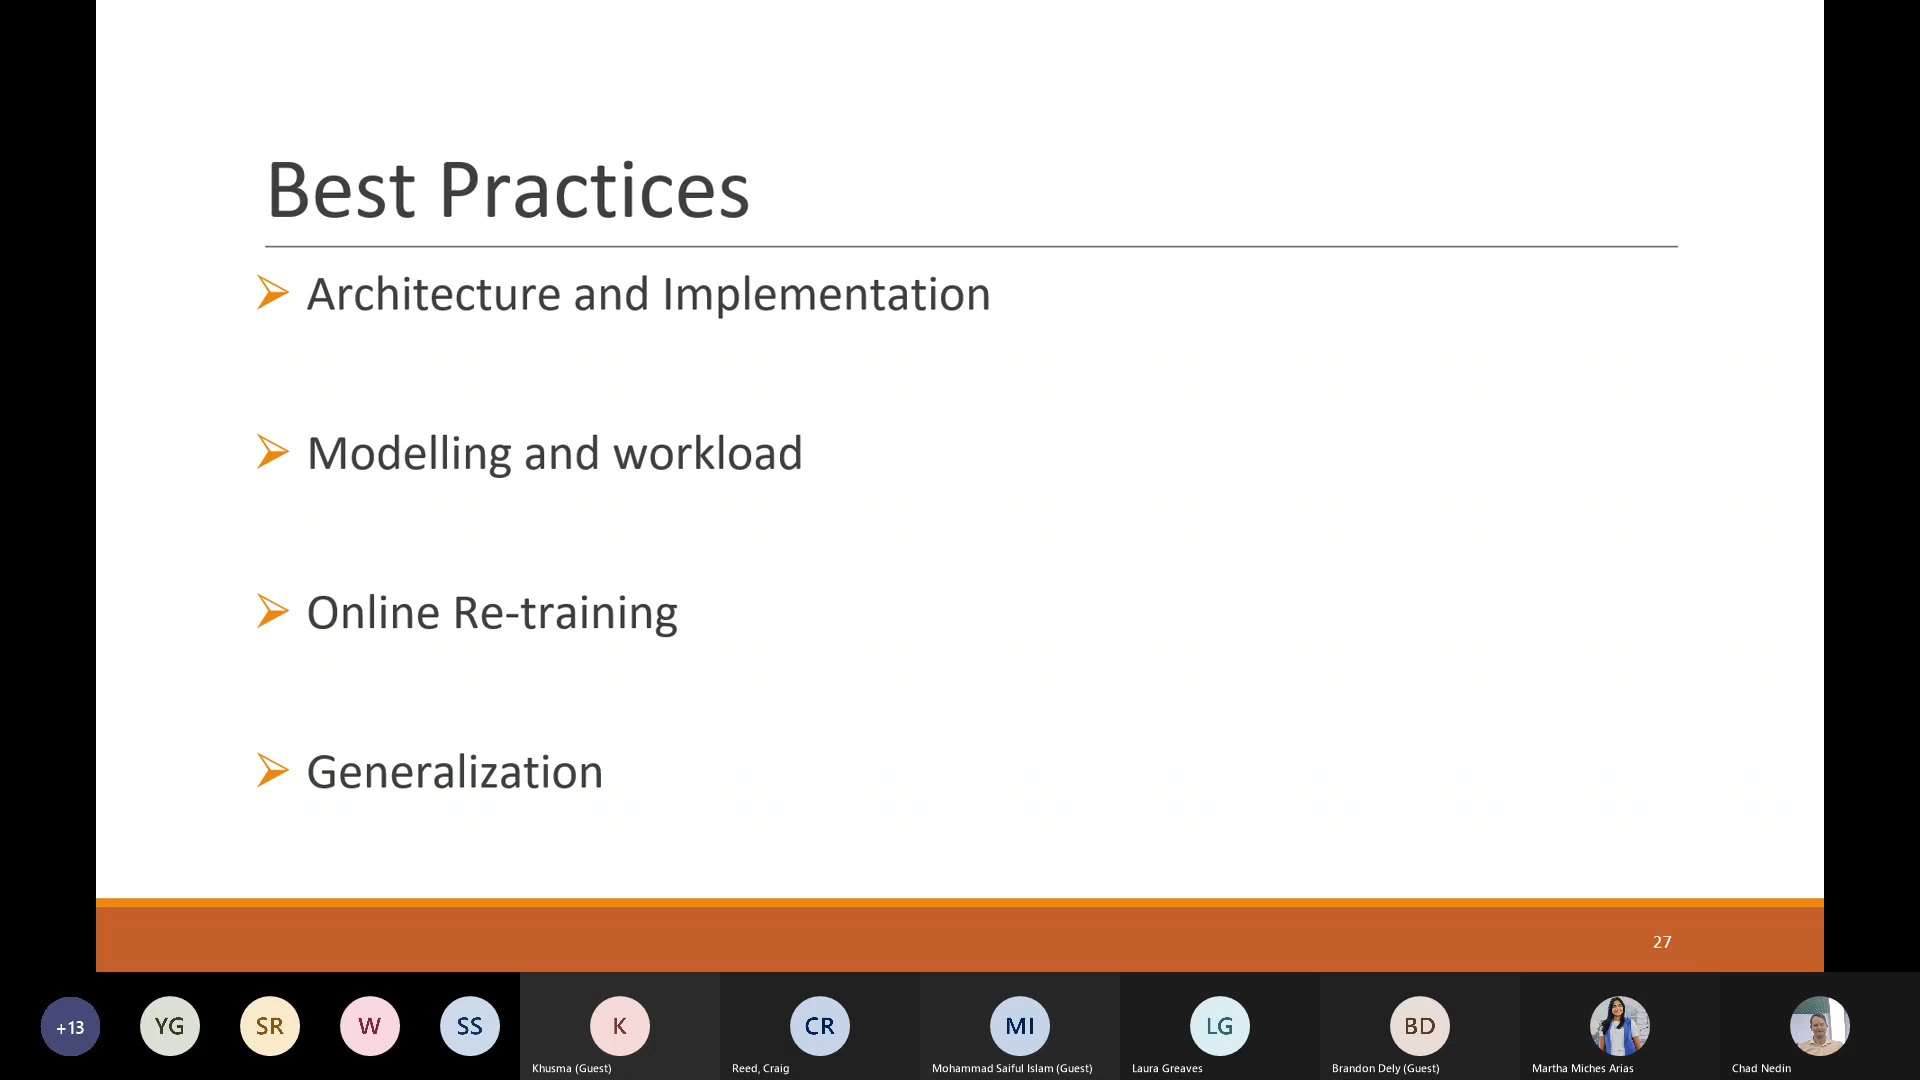 Best Practices
Architecture and Implementation
Modelling and workload
Online Re-training
Generalization
27
+13
YG
SR
W
SS
K
CR
MI
LG
BD
Khusma (Guest)
Reed, Craig
Mohammad Saiful Islam (Guest)
Laura Greaves
Brandon Dely (Guest)
Martha Miches Arias
Chad Nedin